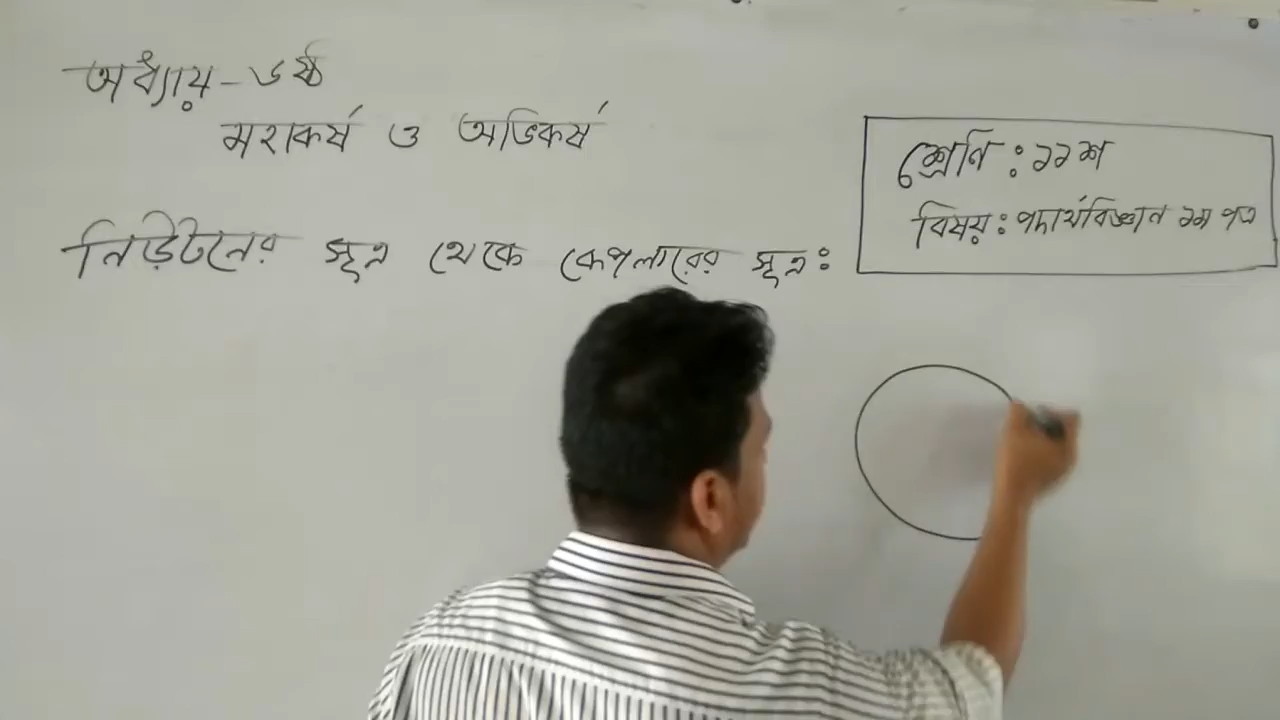 অধ্যায়-৬ষ্ঠ
মহাকর্ষ ও অভিকর্ষ
শ্রেনি : ১১শ
বিষয়: পদার্থবিজ্ঞান ১ম পত্র
নিউটনের সূত্র থেকে কেপলারের সূত্র: